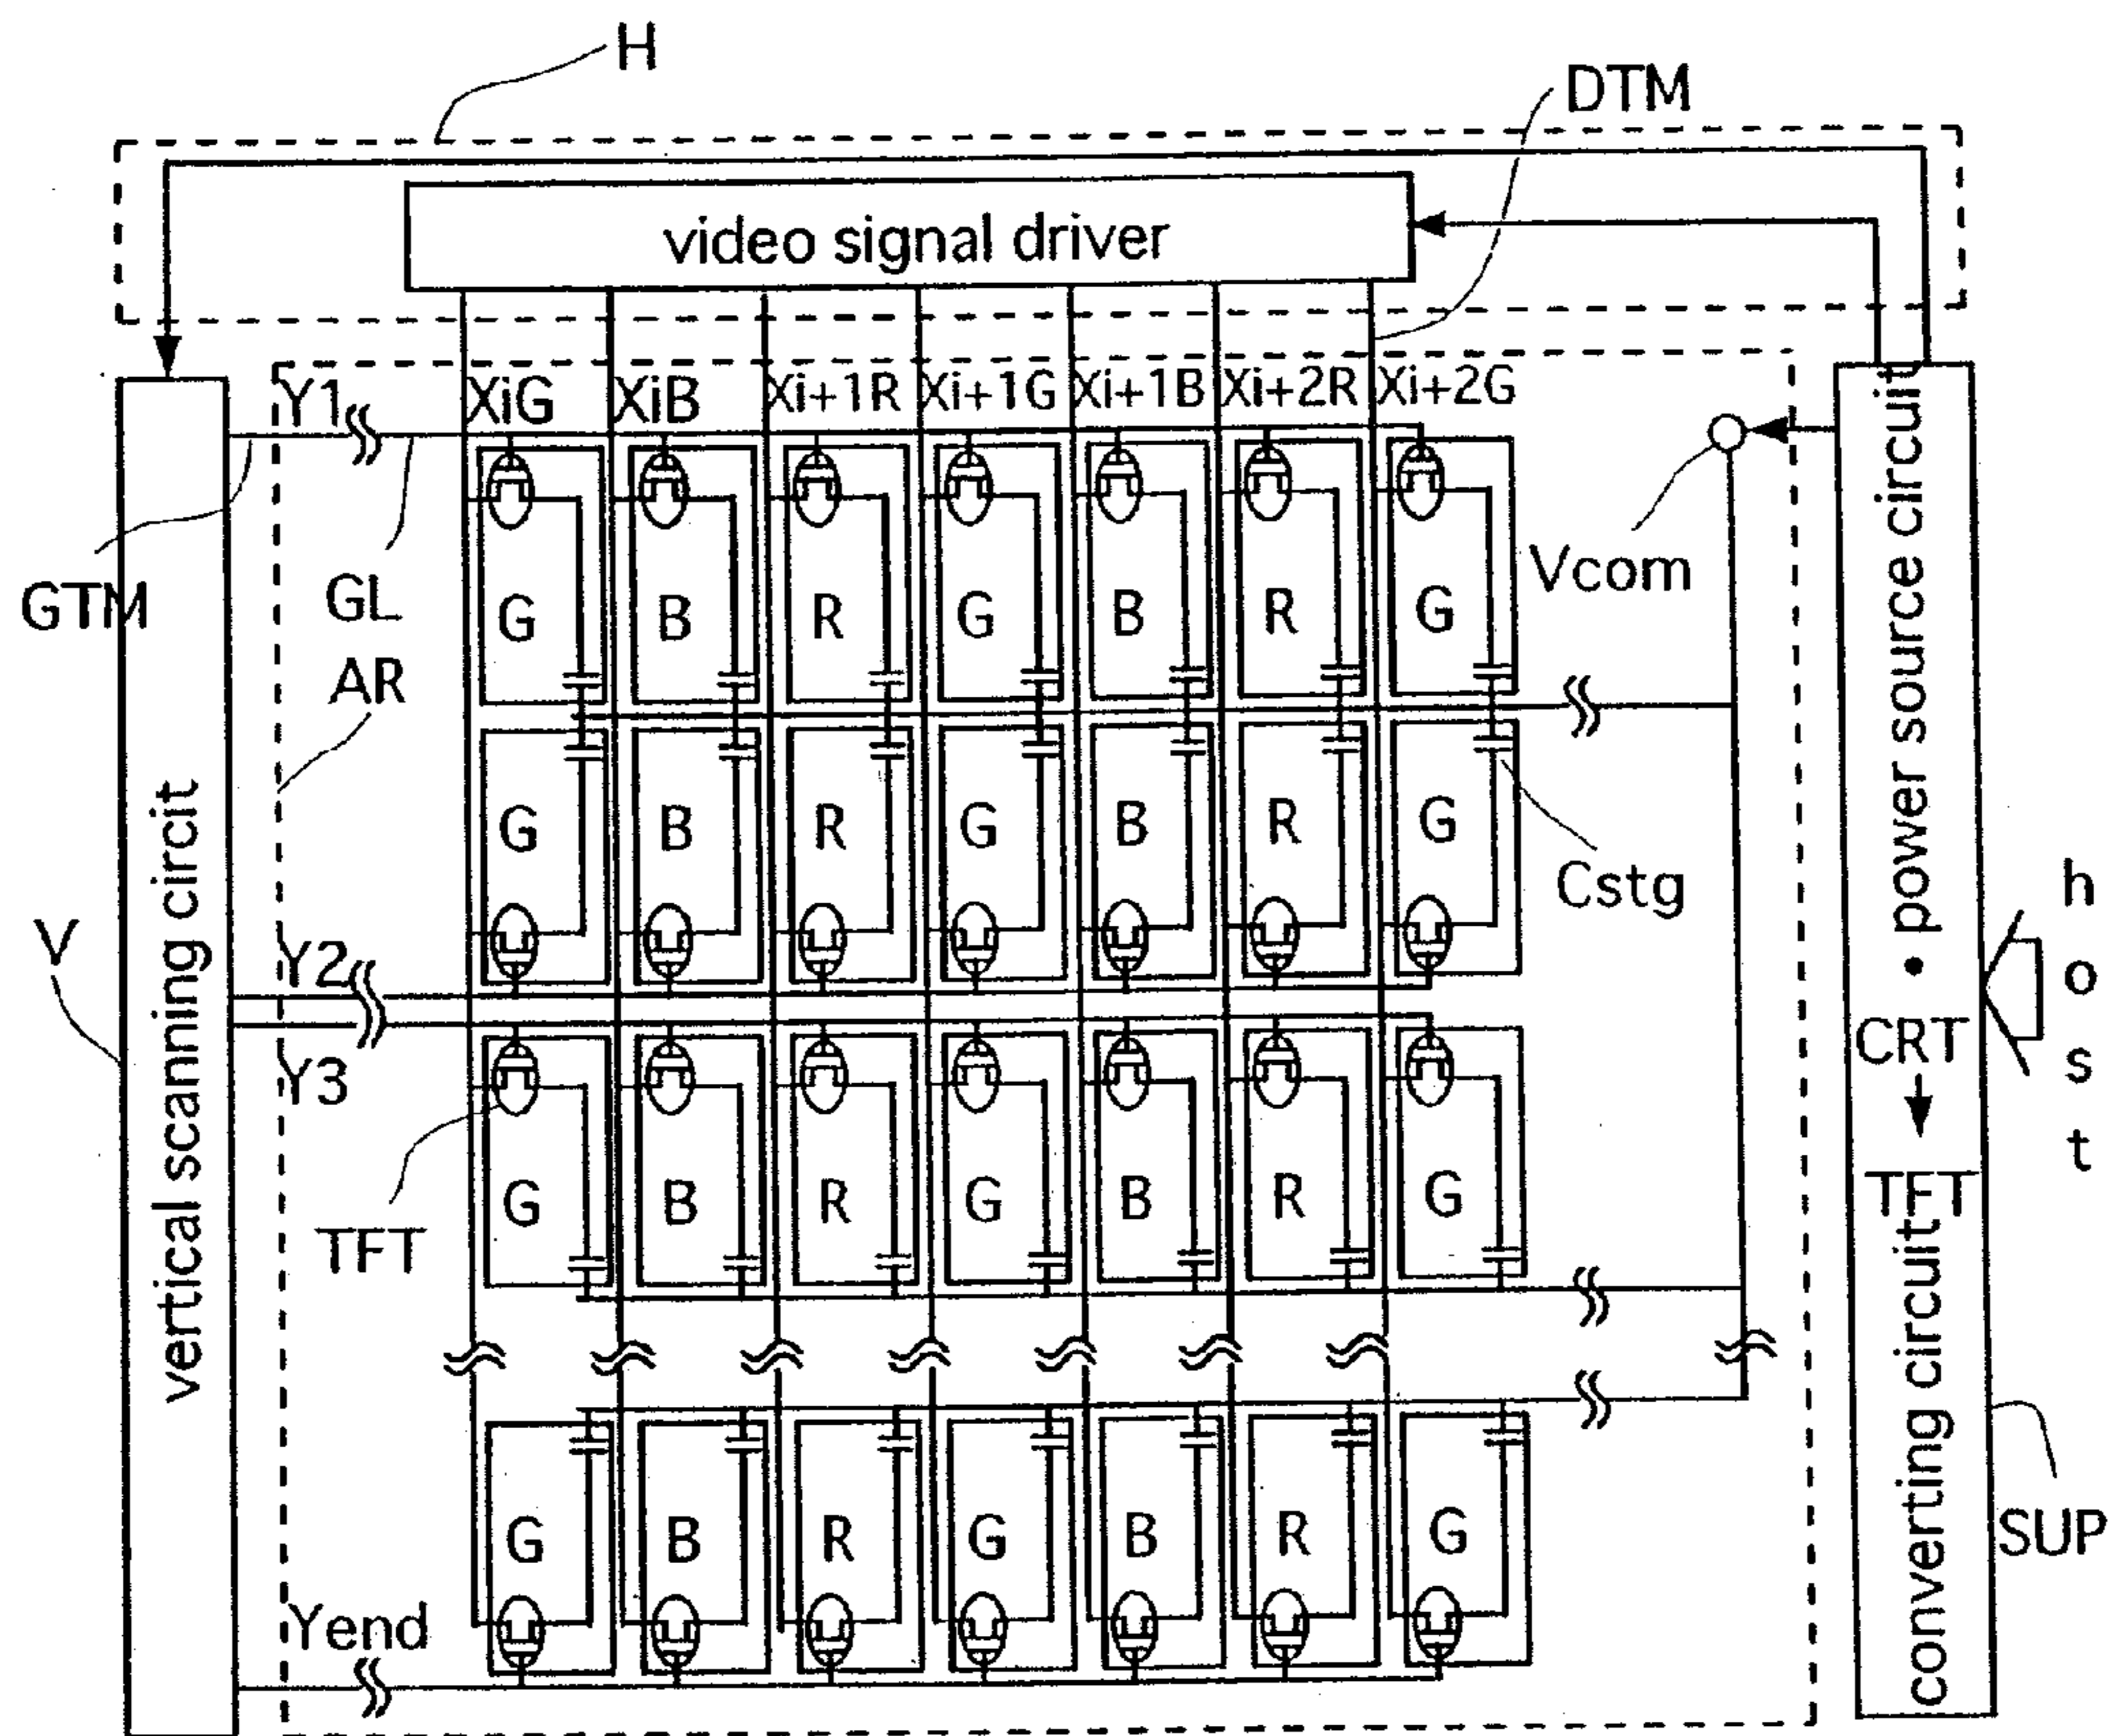 H
DTM
video signal driver
Y1 XiG XiB Xi+1R Xi+1G Xi+1B Xi+2R Xi+2G
GTM
GL
AR
Vcom
G B R G B R G
G B R G B R G
Cstg
V
vertical scanning circit
Y2
Y3
TFT
G B R G B R G
G B R G B R G
Yend
converting circuit • power source circuit
CRT
TFT
host
SUP